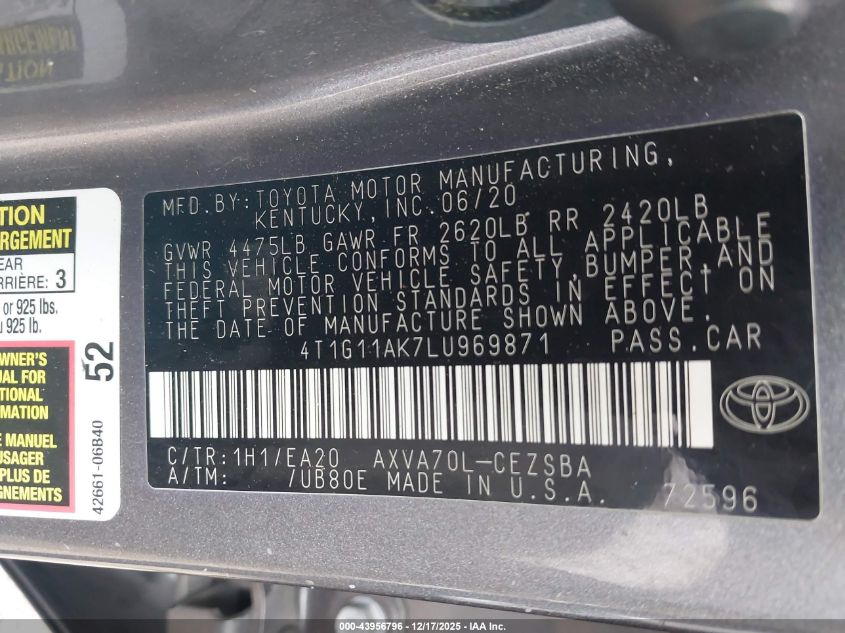 MFD.BY:TOYOTA MOTOR MANUFACTURING,
KENTUCKY, INC. 06/20
GVWR 4475LB GAWR FR 2620LB RR 2420LB
THIS VEHICLE CONFORMS TO ALL APPLICABLE
FEDERAL MOTOR VEHICLE SAFETY, BUMPER, AND
THEFT PREVENTION STANDARDS IN EFFECT ON
THE DATE OF MANUFACTURE SHOWN ABOVE.
4T1G11AK7LU969871 PASS.CAR
C/TR:1H1/EA20 AXVA70L-CEZSBA
A/TM: /UB80E MADE IN U.S.A.
72596
TION
RGEMENT
EAR
RRIÈRE: 3
or 925 lbs.
925 lb.
WNER'S
UAL FOR
TIONAL
MATION
E MANUEL
USAGER
PLUS DE
GNEMENTS
52
42661-06B40
000-43956796 - 12/17/2025 - IAA Inc.